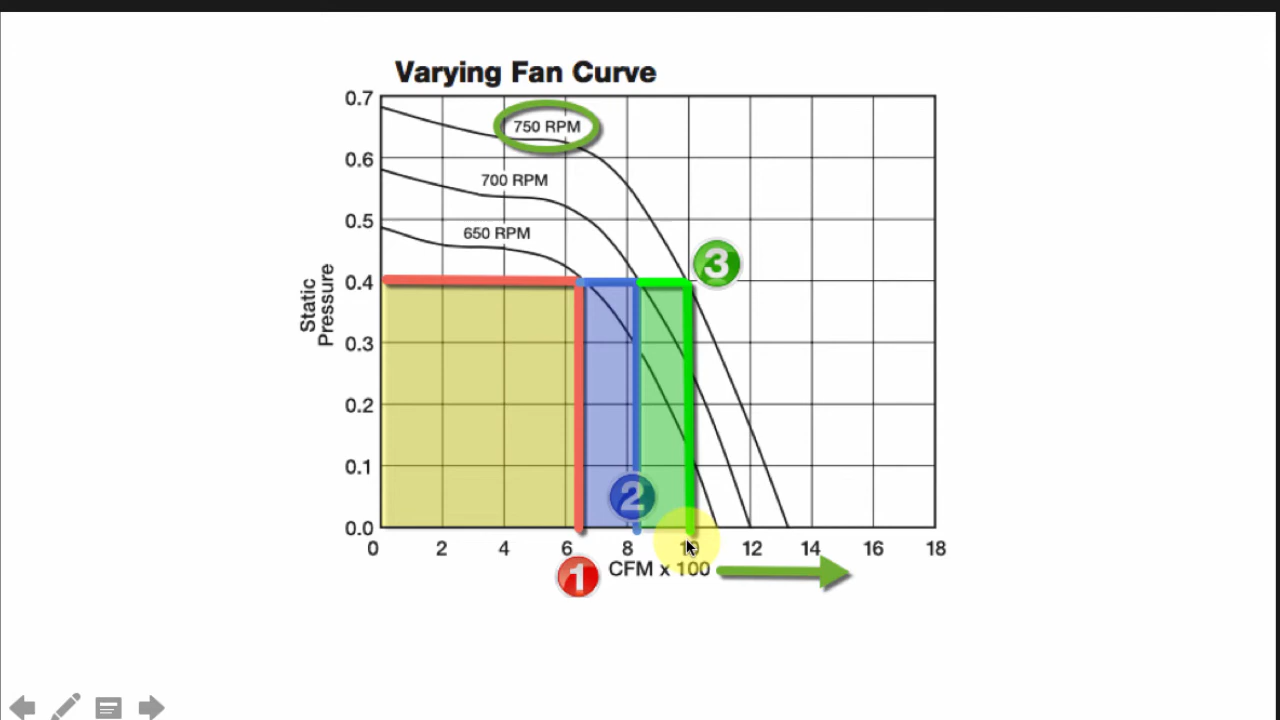 Varying Fan Curve
0.7
750 RPM
0.6
700 RPM
0.5
650 RPM
3
0.4
Static
Pressure
0.3
0.2
0.1
2
0.0
0 2 4 6 8 10 12 14 16 18
1 CFM x 100